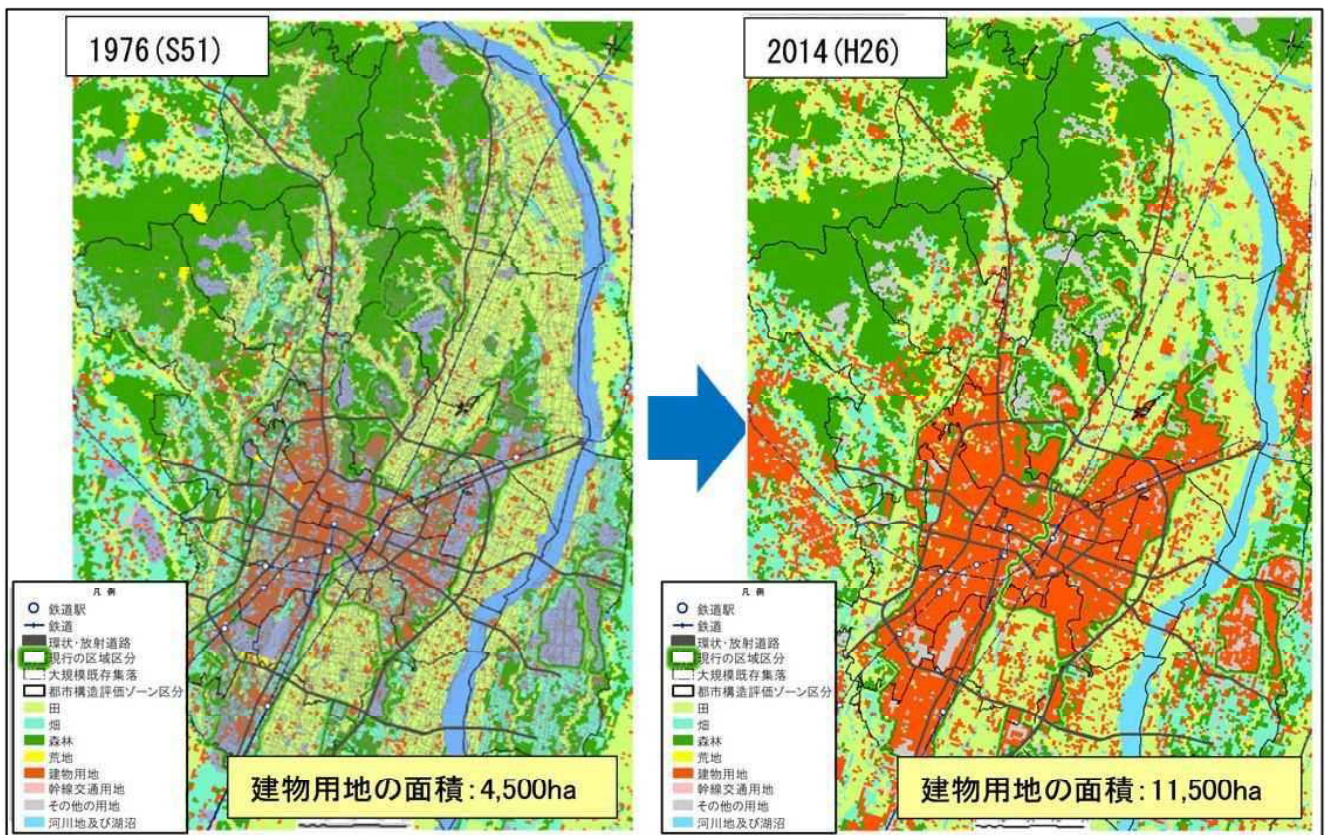 1976(S51)
凡例
鉄道駅
鉄道
環状・放射道路
現行の区域区分
大規模既存集落
都市構造評価ゾーン区分
田
畑
森林
荒地
建物用地
幹線交通用地
その他の用地
河川地及び湖沼
建物用地の面積:4,500ha
2014(H26)
凡例
鉄道駅
鉄道
環状・放射道路
現行の区域区分
大規模既存集落
都市構造評価ゾーン区分
田
畑
森林
荒地
建物用地
幹線交通用地
その他の用地
河川地及び湖沼
建物用地の面積:11,500ha